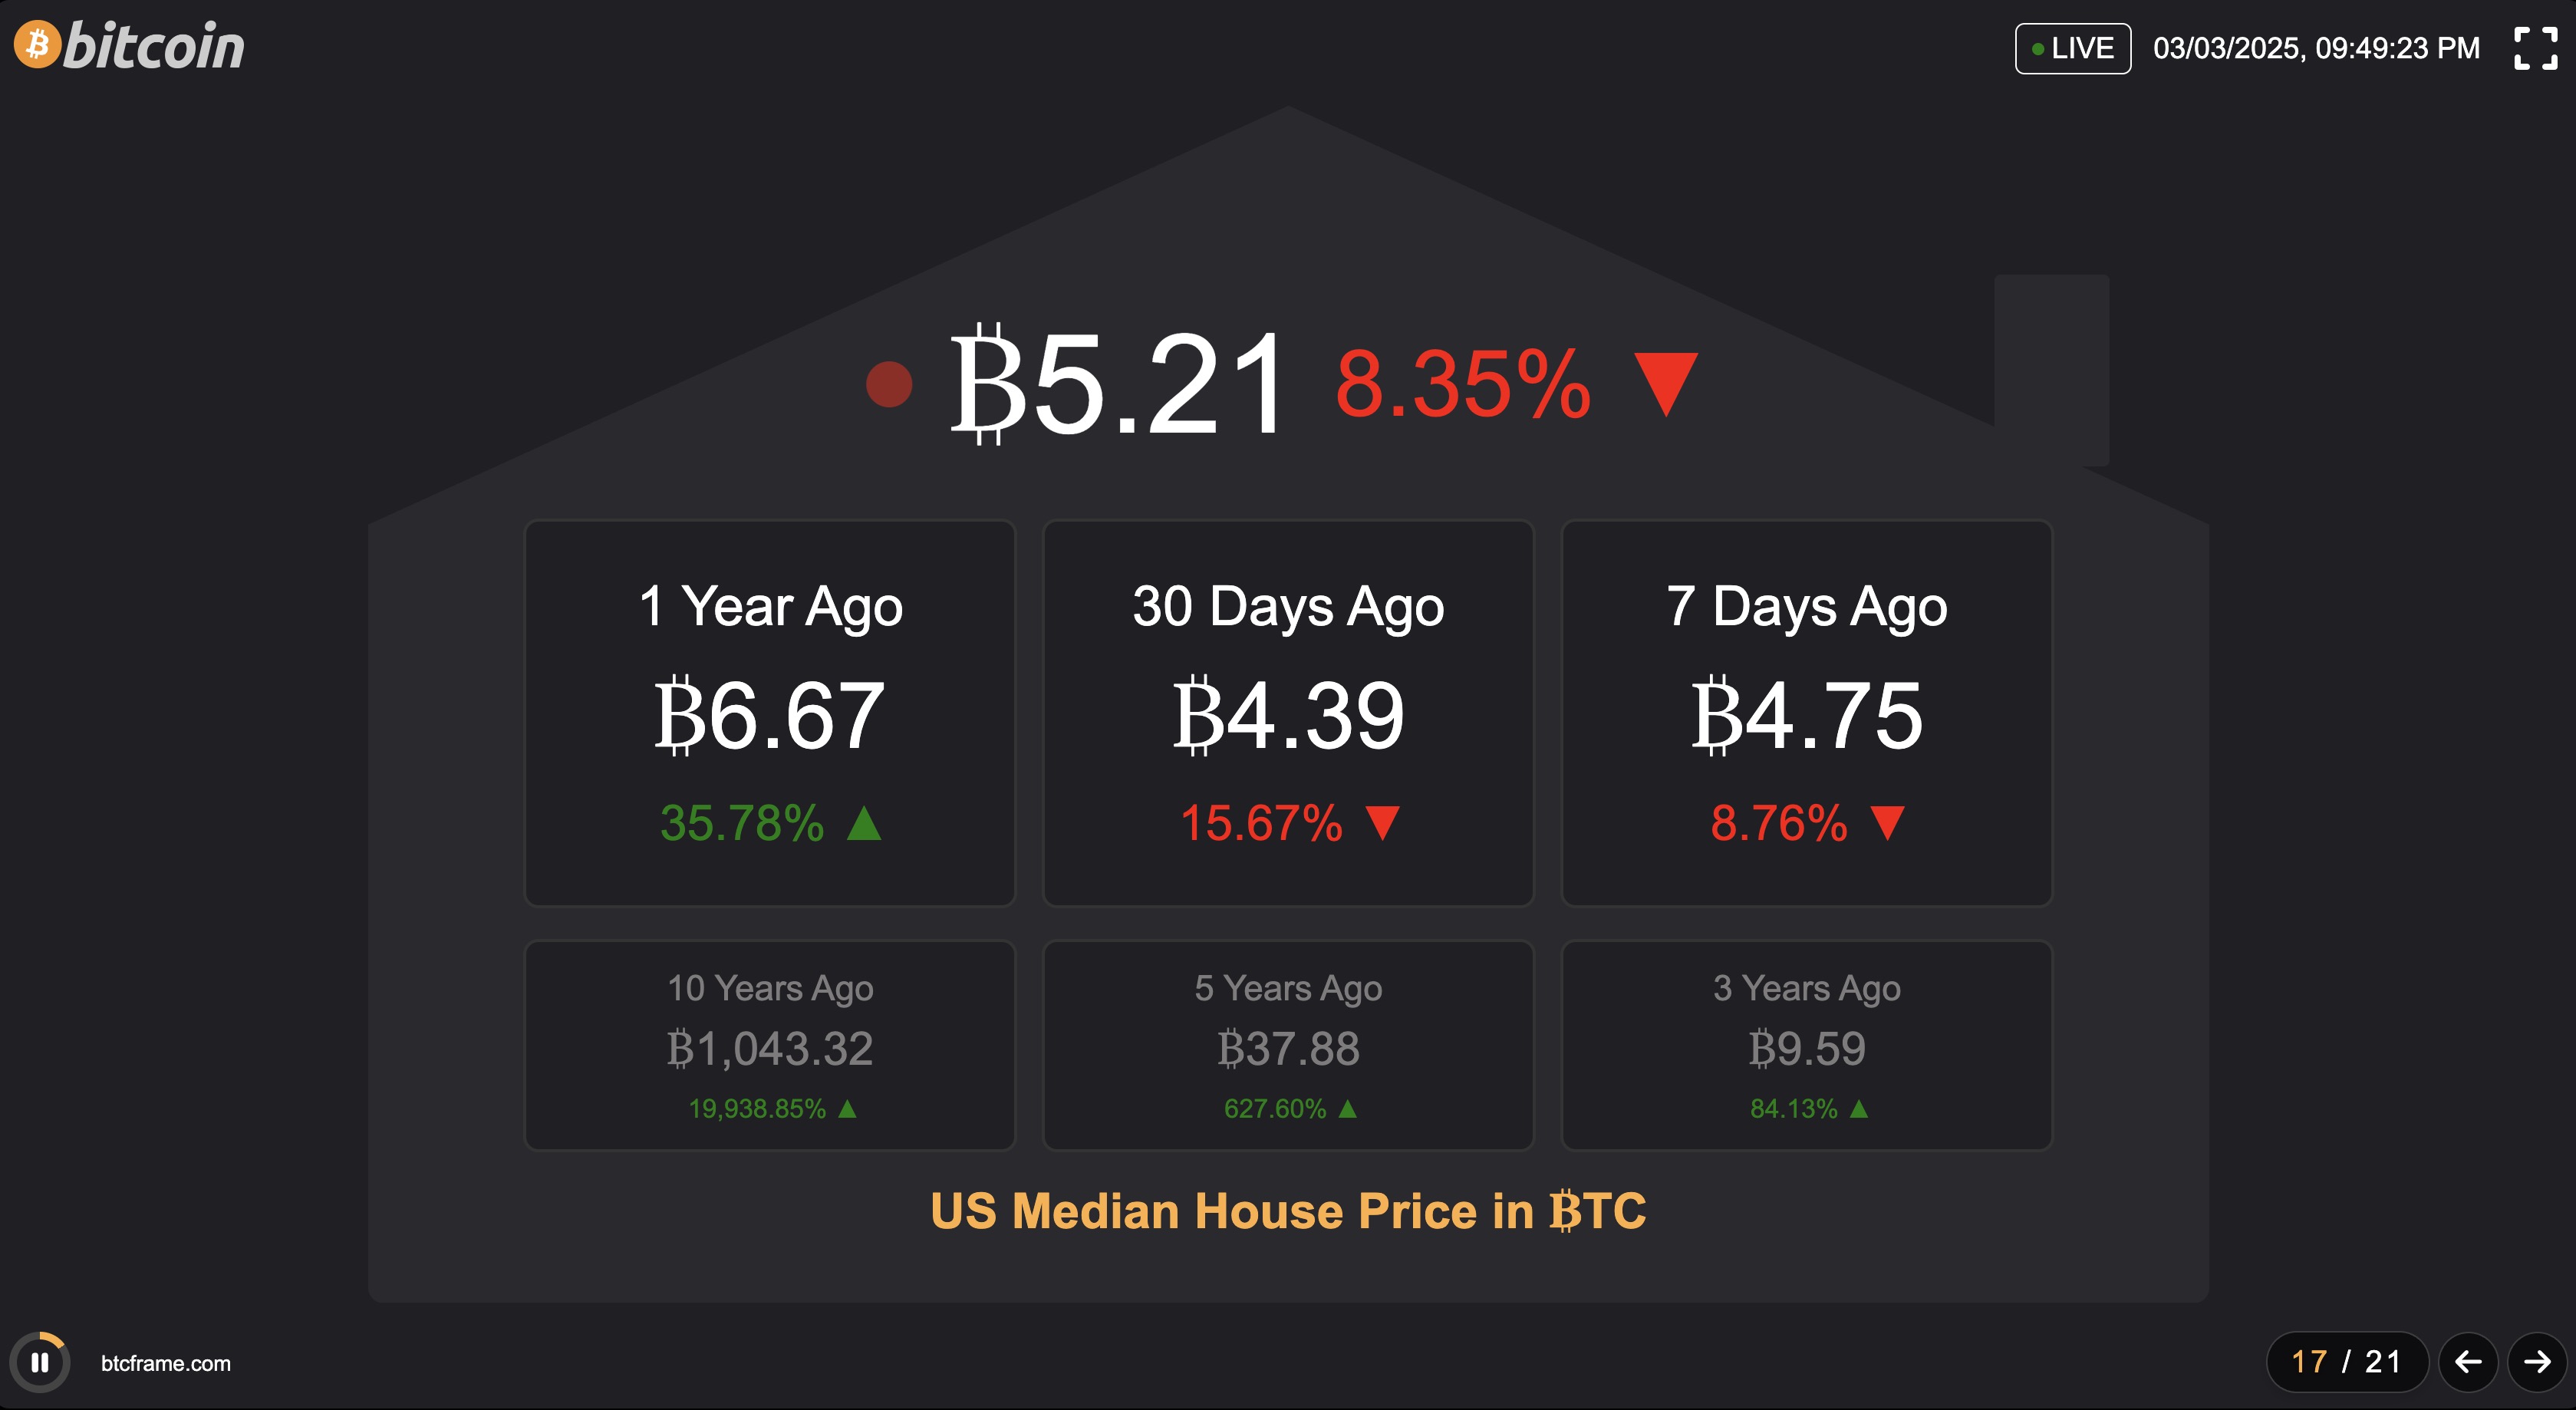 bitcoin
LIVE
03/03/2025, 09:49:23 PM
₿5.21 8.35% ▼
1 Year Ago
₿6.67
35.78% ▲
30 Days Ago
₿4.39
15.67% ▼
7 Days Ago
₿4.75
8.76% ▼
10 Years Ago
₿1,043.32
19,938.85% ▲
5 Years Ago
₿37.88
627.60% ▲
3 Years Ago
₿9.59
84.13% ▲
US Median House Price in ₿TC
btcframe.com
17 / 21